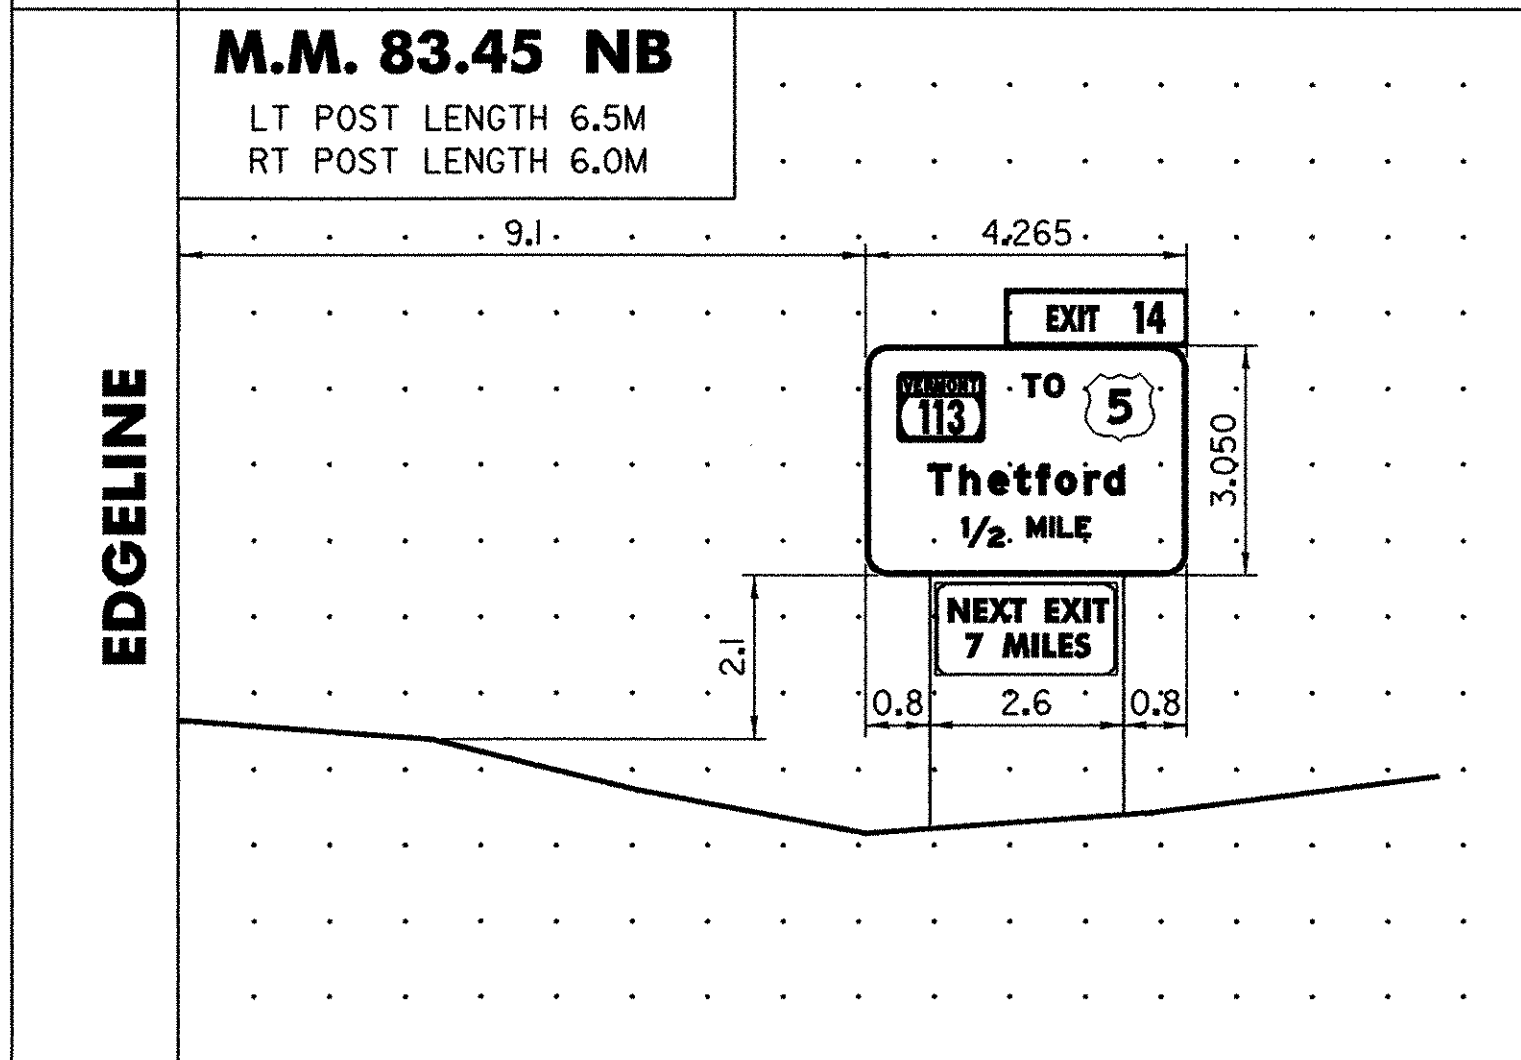 M.M. 83.45 NB
LT POST LENGTH 6.5M
RT POST LENGTH 6.0M
9.1
4.265
EXIT 14
VERMONT
113
TO
5
Thetford
1/2 MILE
3.050
EDGELINE
NEXT EXIT
7 MILES
2.1
0.8
2.6
0.8